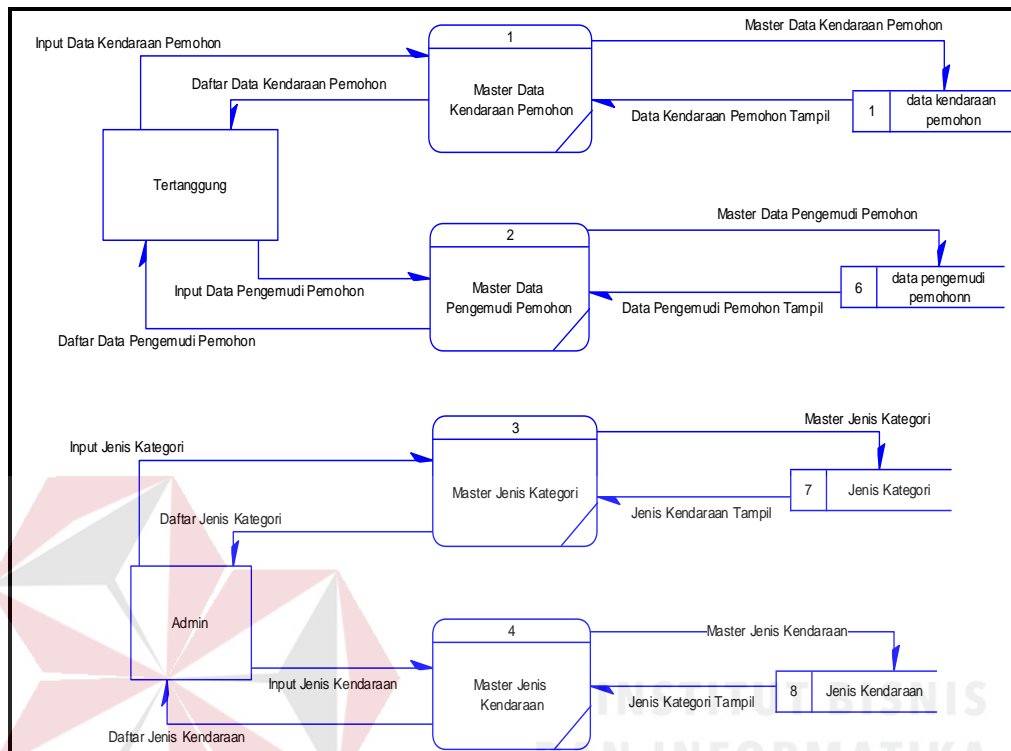 Input Data Kendaraan Pemohon
1
Master Data Kendaraan Pemohon
Daftar Data Kendaraan Pemohon
Master Data
Kendaraan Pemohon
Data Kendaraan Pemohon Tampil
1
data kendaraan
pemohon
Tertanggung
2
Master Data Pengemudi Pemohon
Input Data Pengemudi Pemohon
Master Data
Pengemudi Pemohon
Data Pengemudi Pemohon Tampil
6
data pengemudi
pemohonn
Daftar Data Pengemudi Pemohon
3
Master Jenis Kategori
Input Jenis Kategori
Master Jenis Kategori
7
Jenis Kategori
Daftar Jenis Kategori
Jenis Kendaraan Tampil
Admin
4
Master Jenis Kendaraan
Input Jenis Kendaraan
Master Jenis
Kendaraan
Jenis Kategori Tampil
8
Jenis Kendaraan
Daftar Jenis Kendaraan
INSTITUT BISNIS
DAN INFORMATIKA